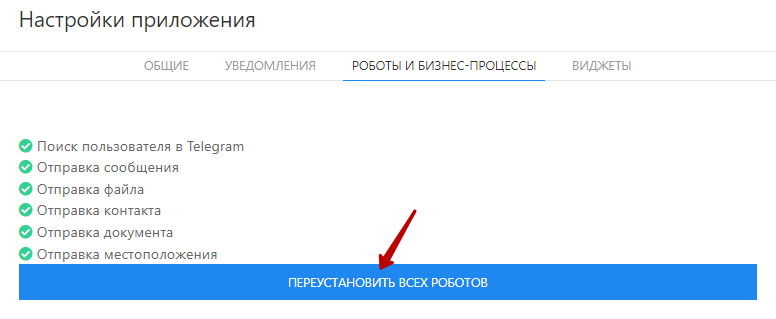 Настройки приложения
ОБЩИЕ УВЕДОМЛЕНИЯ РОБОТЫ И БИЗНЕС-ПРОЦЕССЫ ВИДЖЕТЫ
Поиск пользователя в Telegram
Отправка сообщения
Отправка файла
Отправка контакта
Отправка документа
Отправка местоположения
ПЕРЕУСТАНОВИТЬ ВСЕХ РОБОТОВ